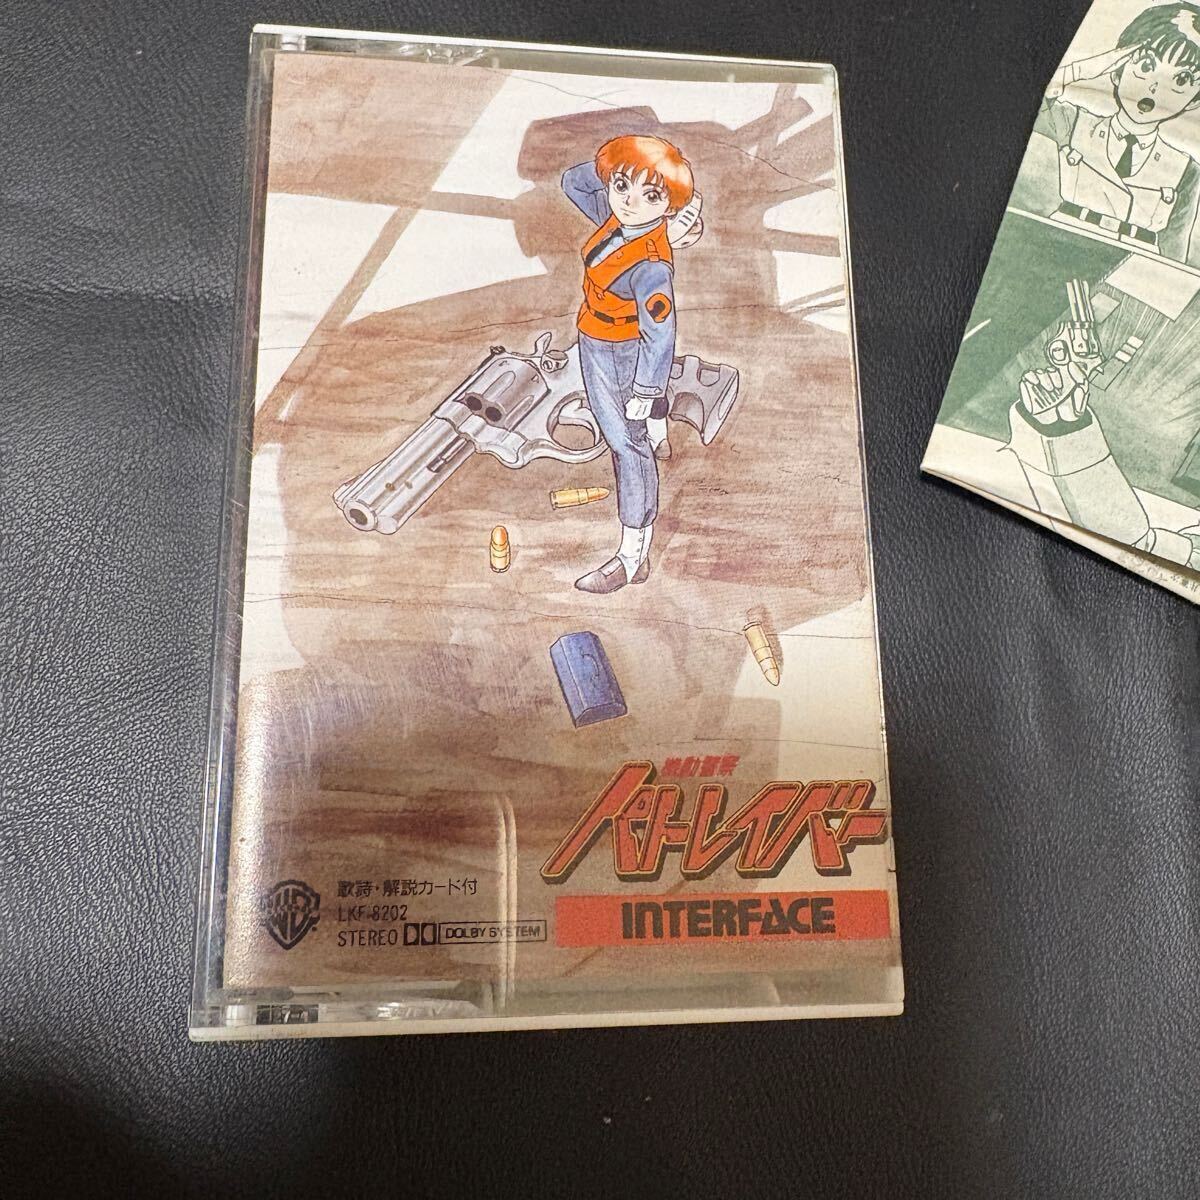 機動警察
パトレイバー
INTERFACE
歌詩・解説カード付
LKF-8202
STEREO DOLBY SYSTEM